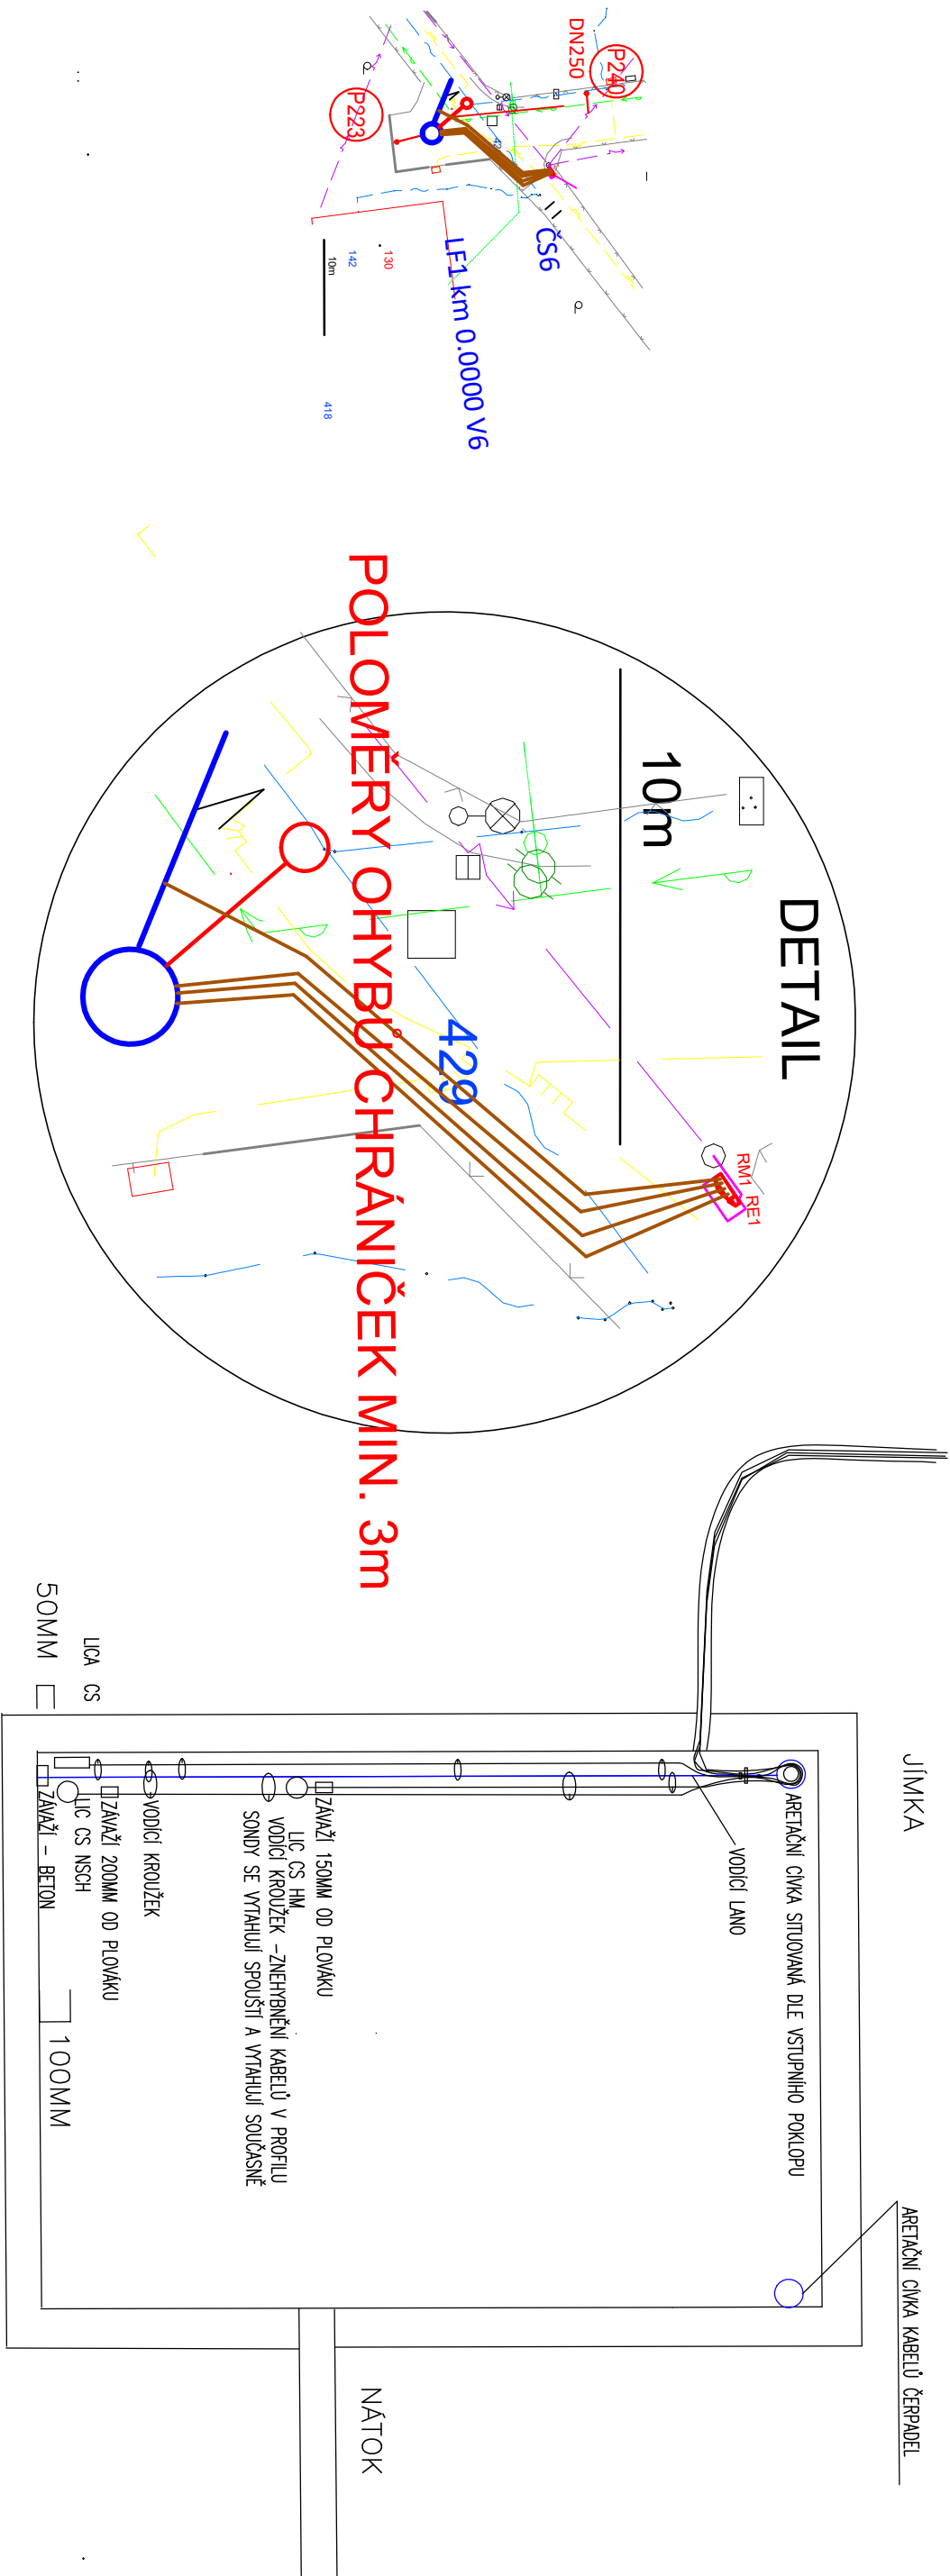 P240
DN250
P223
42
ČS6
LF1 km 0.0000 V6
130
142
10m
418
DETAIL
10m
429
RM1 RE1
POLOMĚRY OHYBŮ CHRÁNIČEK MIN. 3m
JÍMKA
ARETAČNÍ CÍVKA KABELŮ ČERPADEL
ARETAČNÍ CÍVKA SITUOVANÁ DLE VSTUPNÍHO POKLOPU
VODÍCÍ LANO
ZÁVAŽÍ 150MM OD PLOVÁKU
LIC CS HM
VODÍCÍ KROUŽEK –ZNEHYBNĚNÍ KABELŮ V PROFILU
SONDY SE VYTAHUJÍ SPOUŠTÍ A VYTAHUJÍ SOUČASNĚ
VODÍCÍ KROUŽEK
ZÁVAŽÍ 200MM OD PLOVÁKU
LIC CS NSCH
ZÁVAŽÍ – BETON
LICA CS
50MM
100MM
NÁTOK